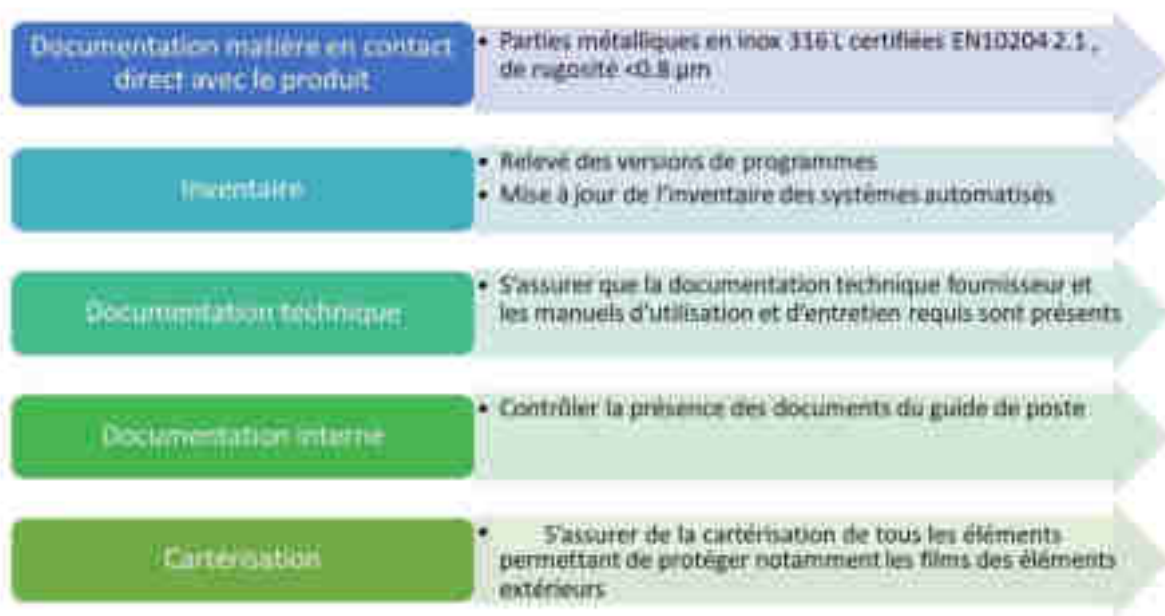 Documentation matière en contact
direct avec le produit
• Parties métalliques en inox 316 L certifiées EN10204 2.1 ,
de rugosité <0.8 µm
Inventaire
• Relevé des versions de programmes
• Mise à jour de l'inventaire des systèmes automatisés
Documentation technique
• S'assurer que la documentation technique fournisseur et
les manuels d'utilisation et d'entretien requis sont présents
Documentation interne
• Contrôler la présence des documents du guide de poste
Cartérisation
• S'assurer de la cartérisation de tous les éléments
permettant de protéger notamment les films des éléments
extérieurs